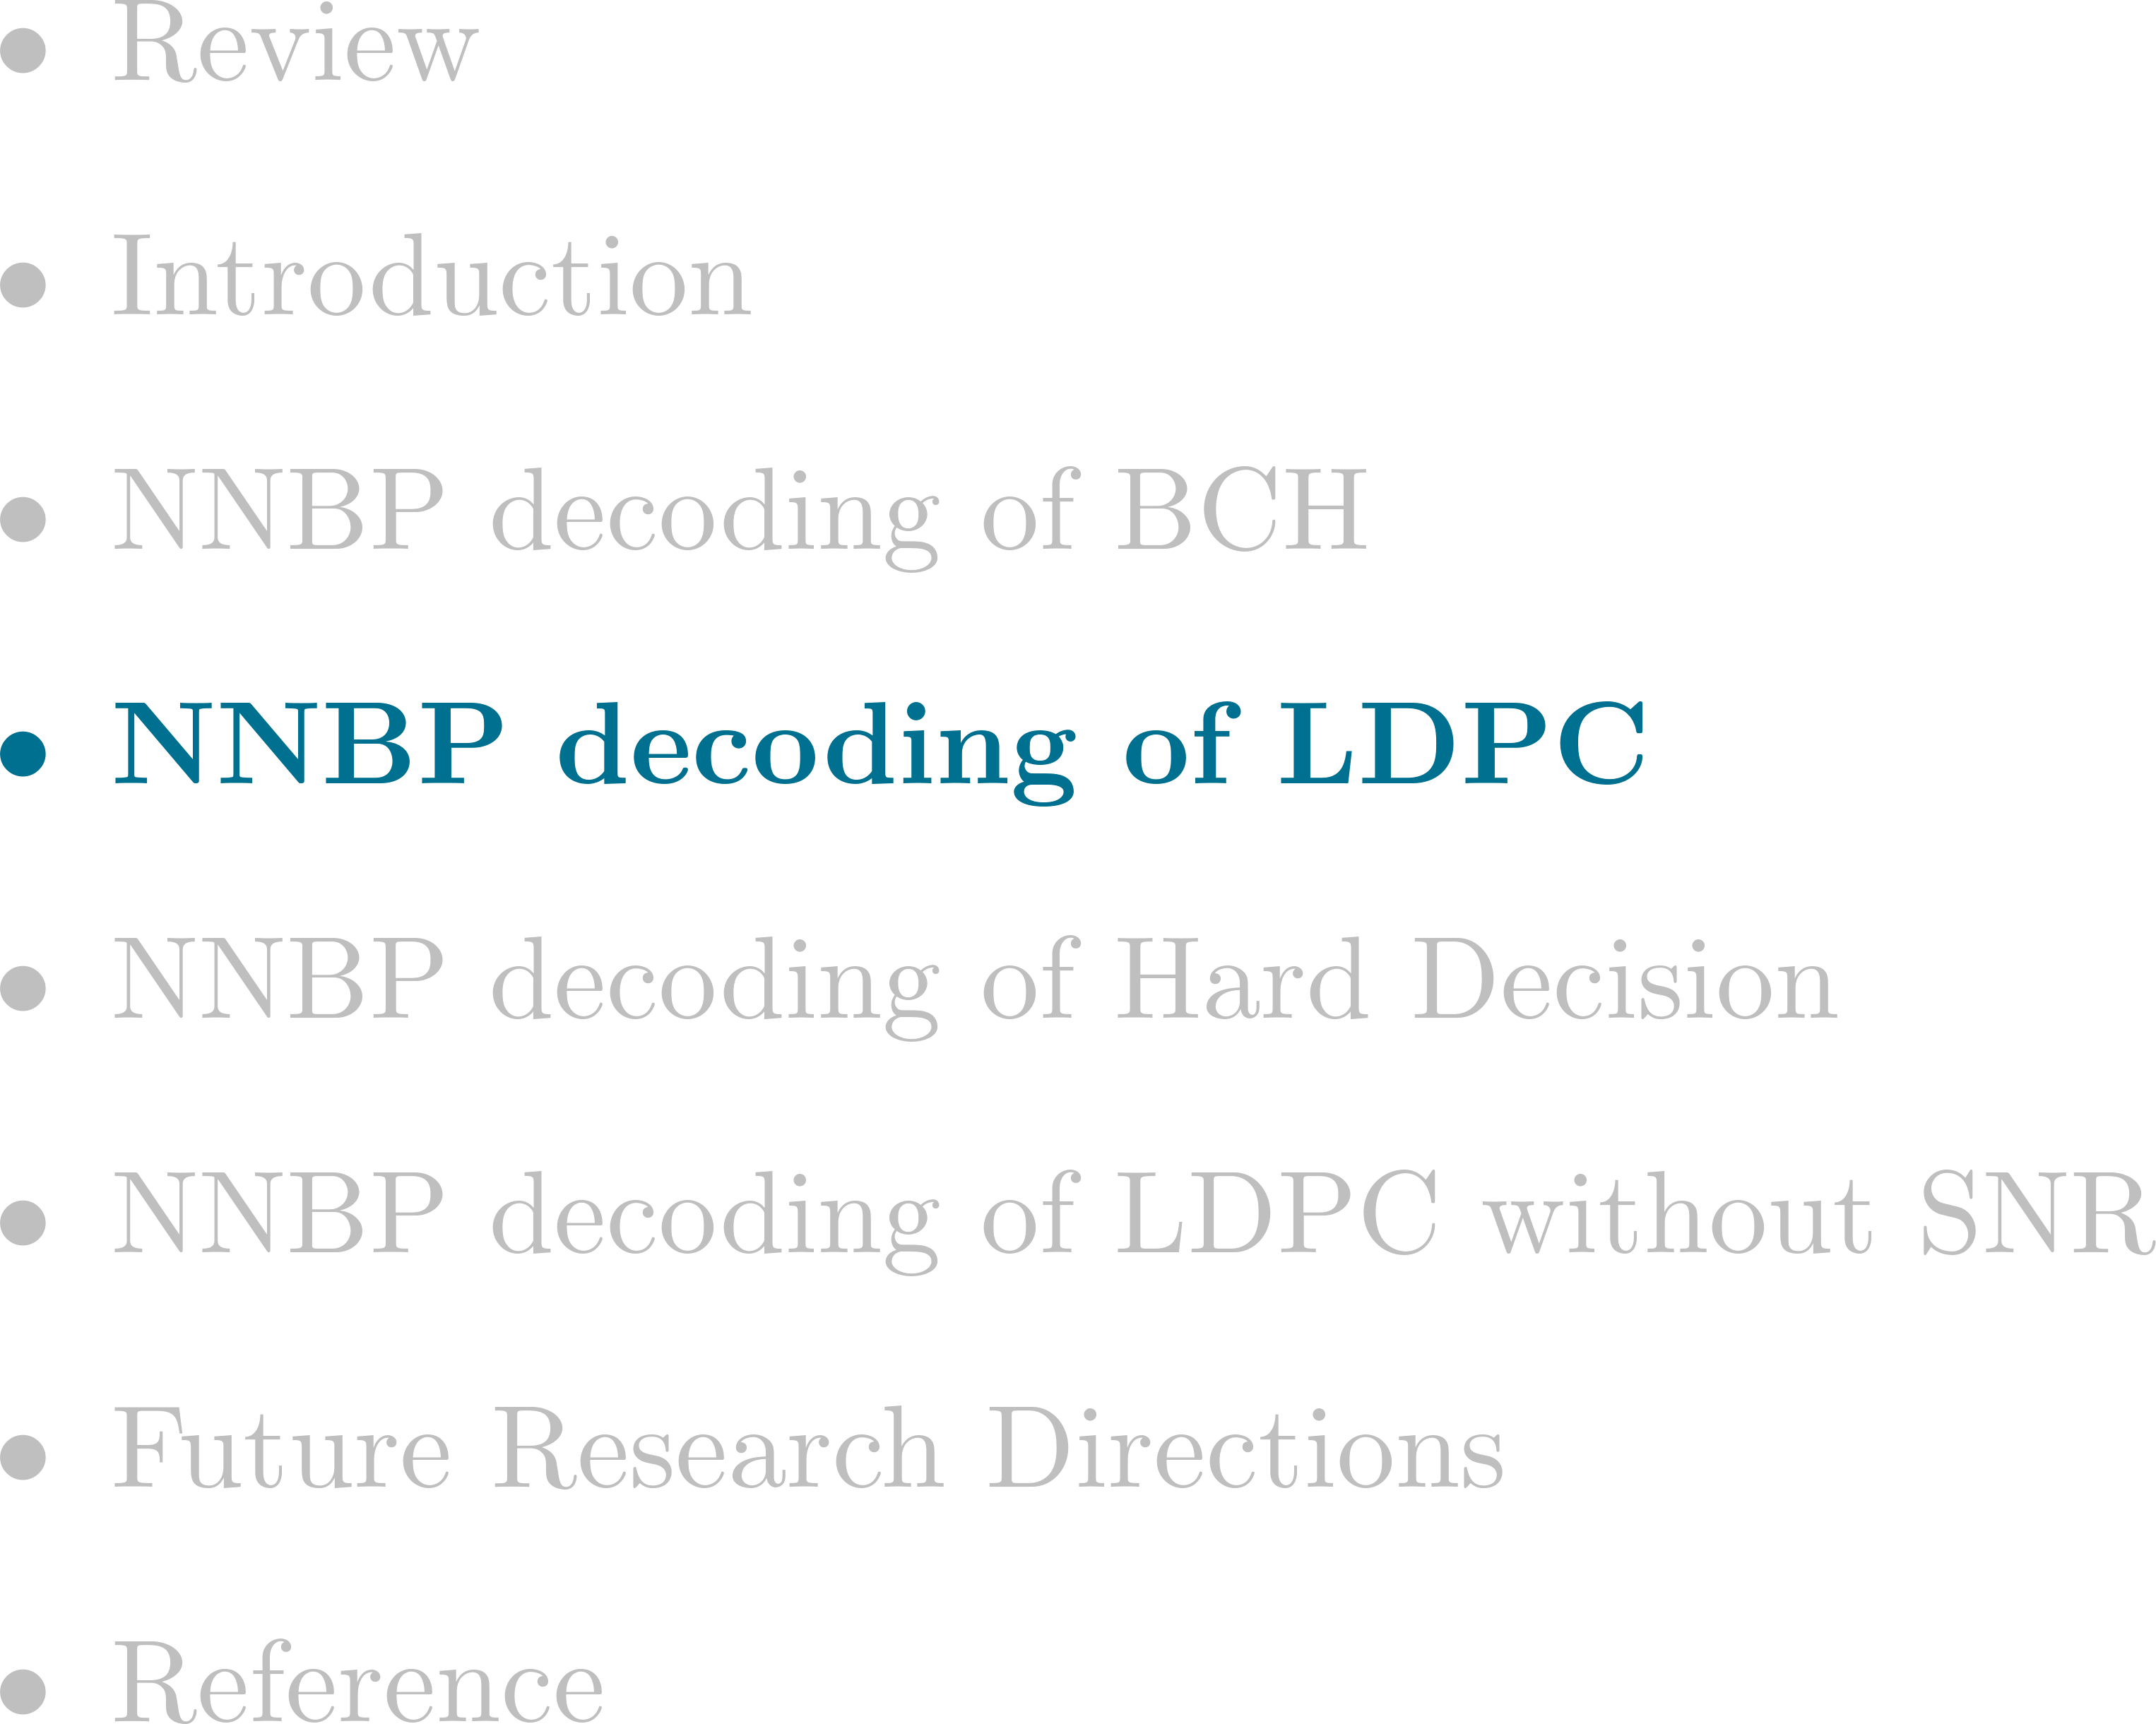 • Review
• Introduction
• NNBP decoding of BCH
• NNBP decoding of LDPC
• NNBP decoding of Hard Decision
• NNBP decoding of LDPC without SNR
• Future Research Directions
• Reference